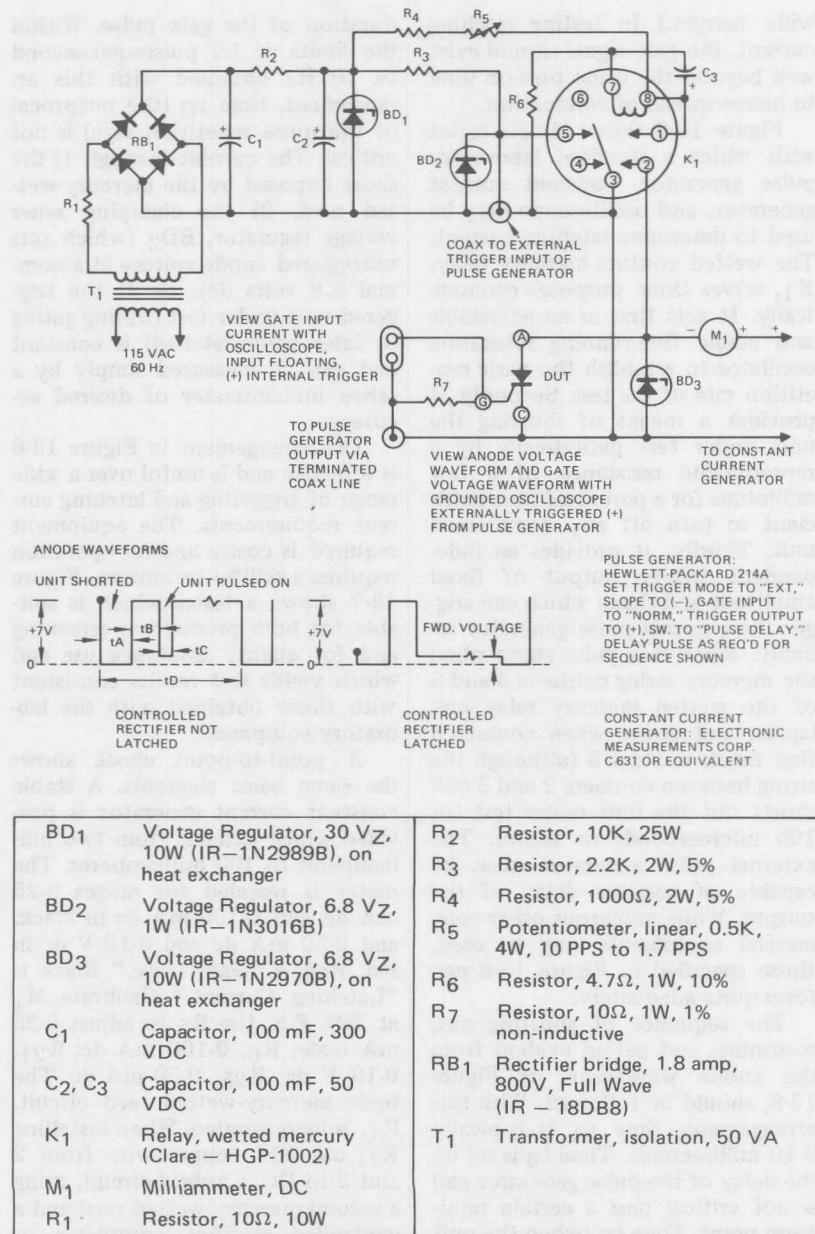 R4
R5
R2
R3
C3
R6
BD1
RB1
C1
C2
BD2
K1
R1
6 7 8
5 1
4 3 2
T1
115 VAC
60 Hz
COAX TO EXTERNAL
TRIGGER INPUT OF
PULSE GENERATOR
VIEW GATE INPUT
CURRENT WITH
OSCILLOSCOPE,
INPUT FLOATING,
(+) INTERNAL TRIGGER
M1
A
DUT
R7
G
C
BD3
TO PULSE
GENERATOR
OUTPUT VIA
TERMINATED
COAX LINE
VIEW ANODE VOLTAGE
WAVEFORM AND GATE
VOLTAGE WAVEFORM WITH
GROUNDED OSCILLOSCOPE
EXTERNALLY TRIGGERED (+)
FROM PULSE GENERATOR
TO CONSTANT
CURRENT
GENERATOR
ANODE WAVEFORMS
UNIT SHORTED
UNIT PULSED ON
+7V
0
tA
tB
tC
tD
+7V
0
FWD. VOLTAGE
CONTROLLED
RECTIFIER NOT
LATCHED
CONTROLLED
RECTIFIER
LATCHED
PULSE GENERATOR:
HEWLETT-PACKARD 214A
SET TRIGGER MODE TO "EXT,"
SLOPE TO (−), GATE INPUT
TO "NORM," TRIGGER OUTPUT
TO (+), SW. TO "PULSE DELAY,"
DELAY PULSE AS REQ'D FOR
SEQUENCE SHOWN
CONSTANT CURRENT
GENERATOR: ELECTRONIC
MEASUREMENTS CORP.
C 631 OR EQUIVALENT
BD1 Voltage Regulator, 30 VZ,
10W (IR–1N2989B), on
heat exchanger
BD2 Voltage Regulator, 6.8 VZ,
1W (IR–1N3016B)
BD3 Voltage Regulator, 6.8 VZ,
10W (IR–1N2970B), on
heat exchanger
C1 Capacitor, 100 mF, 300
VDC
C2, C3 Capacitor, 100 mF, 50
VDC
K1 Relay, wetted mercury
(Clare – HGP-1002)
M1 Milliammeter, DC
R1 Resistor, 10Ω, 10W
R2 Resistor, 10K 25W
R3 Resistor, 2.2K, 2W, 5%
R4 Resistor, 1000Ω, 2W, 5%
R5 Potentiometer, linear, 0.5K,
4W, 10 PPS to 1.7 PPS
R6 Resistor, 4.7Ω, 1W, 10%
R7 Resistor, 10Ω, 1W, 1%
RB1 Rectifier bridge, 1.8 amp,
800V, Full Wave
(IR – 18DB8)
T1 Transformer, isolation, 50 VA